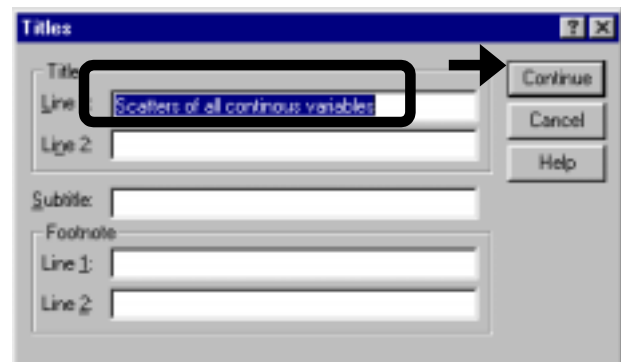 Titles
Title
Line 1: Scatters of all continous variables
Line 2:
Subtitle:
Footnote
Line 1:
Line 2:
Continue
Cancel
Help